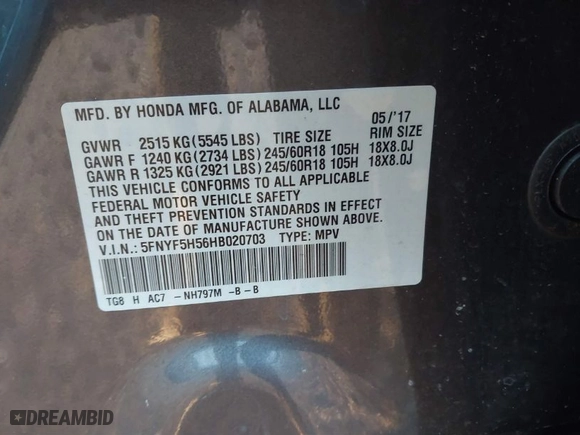 MFD. BY HONDA MFG. OF ALABAMA, LLC 05/'17
GVWR 2515 KG (5545 LBS) TIRE SIZE RIM SIZE
GAWR F 1240 KG (2734 LBS) 245/60R18 105H 18X8.0J
GAWR R 1325 KG (2921 LBS) 245/60R18 105H 18X8.0J
THIS VEHICLE CONFORMS TO ALL APPLICABLE
FEDERAL MOTOR VEHICLE SAFETY
AND THEFT PREVENTION STANDARDS IN EFFECT
ON THE DATE OF MANUFACTURE SHOWN ABOVE.
V.I.N.: 5FNYF5H56HB020703 TYPE: MPV
TG8 H AC7 - NH797M -B - B
DREAMBID